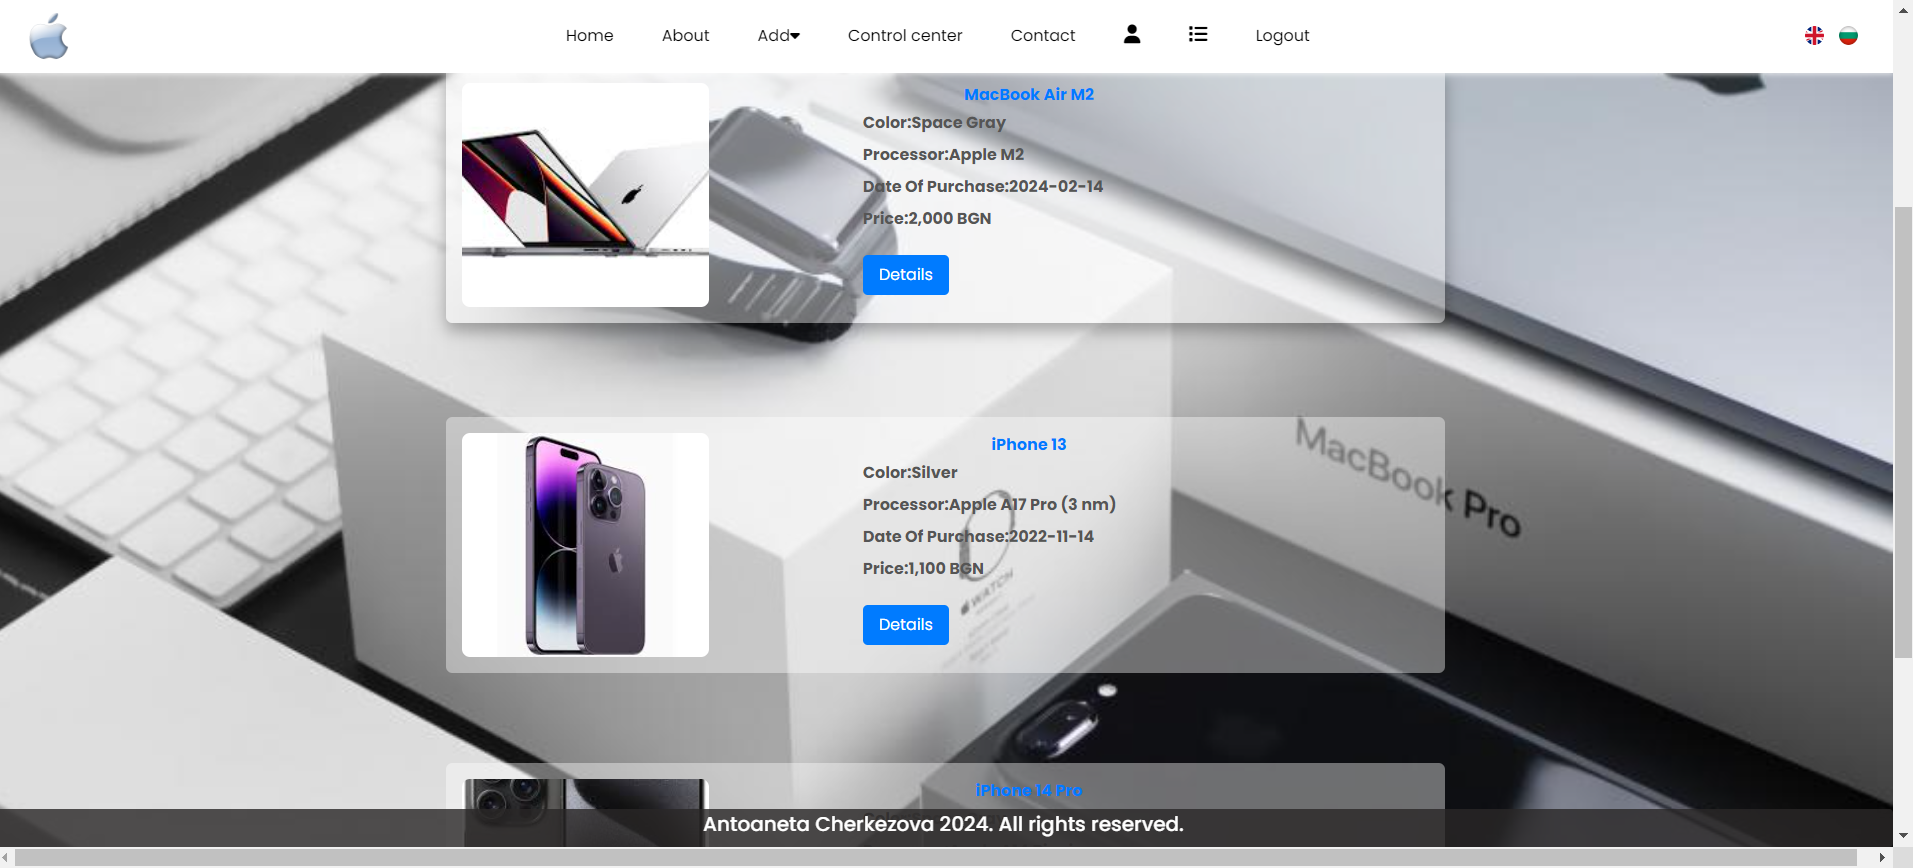 Home About Add Control center Contact Logout
MacBook Air M2
Color:Space Gray
Processor:Apple M2
Date Of Purchase:2024-02-14
Price:2,000 BGN
Details
iPhone 13
Color:Silver
Processor:Apple A17 Pro (3 nm)
Date Of Purchase:2022-11-14
Price:1,100 BGN
Details
MacBook Pro
WATCH
iPhone 14 Pro
Antoaneta Cherkezova 2024. All rights reserved.